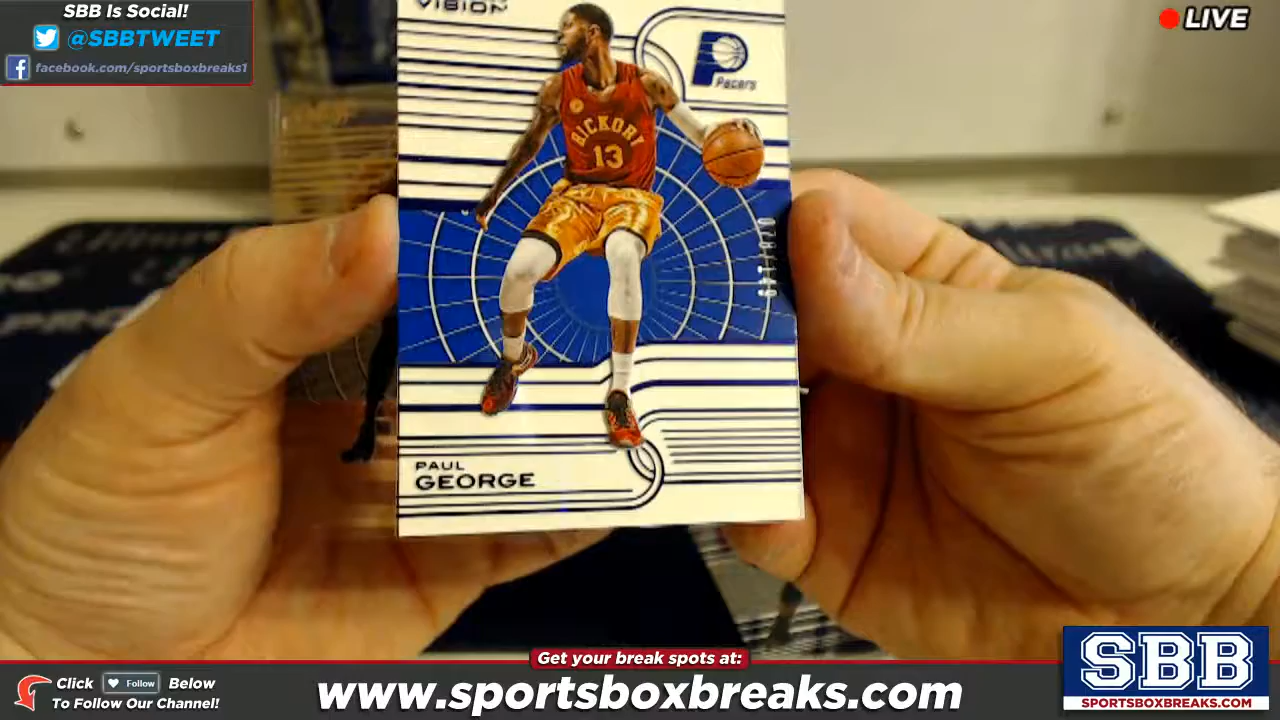 SBB Is Social!
@SBBTWEET
facebook.com/sportsboxbreaks1
LIVE
VISION
Pacers
HICKORY
13
PAUL
GEORGE
Get your break spots at:
Click Follow Below
To Follow Our Channel!
www.sportsboxbreaks.com
SBB
SPORTSBOXBREAKS.COM